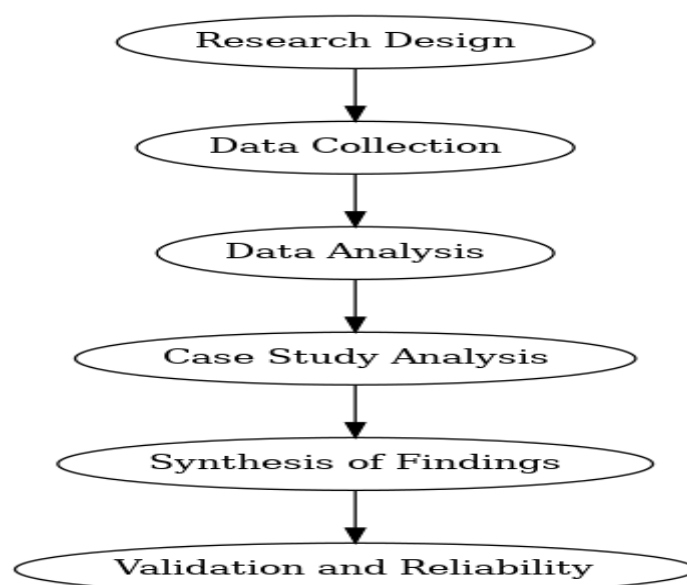 Research Design
Data Collection
Data Analysis
Case Study Analysis
Synthesis of Findings
Validation and Reliability